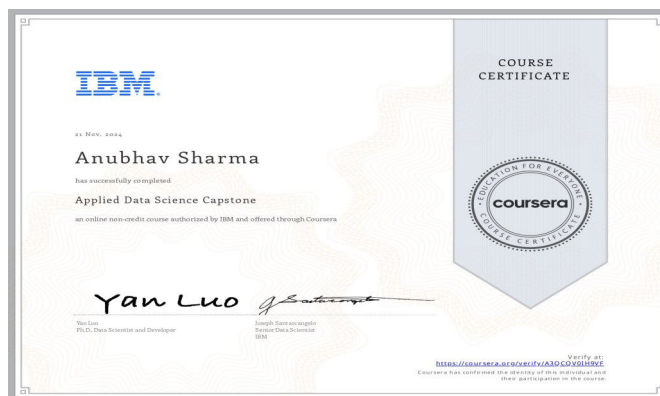 IBM
COURSE
CERTIFICATE
21 Nov, 2024
Anubhav Sharma
has successfully completed
Applied Data Science Capstone
an online non-credit course authorized by IBM and offered through Coursera
EDUCATION FOR EVERYONE
coursera
COURSE CERTIFICATE
Yan Luo
Yan Luo
Ph.D., Data Scientist and Developer
Joseph Santarcangelo
Senior Data Scientist
IBM
Verify at:
https://coursera.org/verify/A3QCQV0IH9VF
Coursera has confirmed the identity of this individual and
their participation in the course.